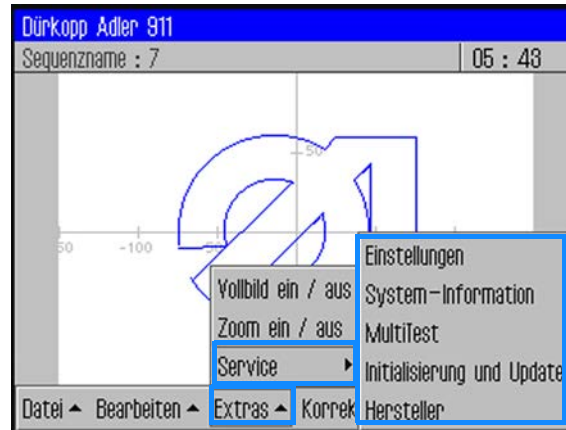 Dürkopp Adler 911
Sequenzname : 7
05 : 43
50
-100
Vollbild ein / aus
Zoom ein / aus
Service
Einstellungen
System-Information
MultiTest
Initialisierung und Update
Hersteller
Datei Bearbeiten Extras Korrek